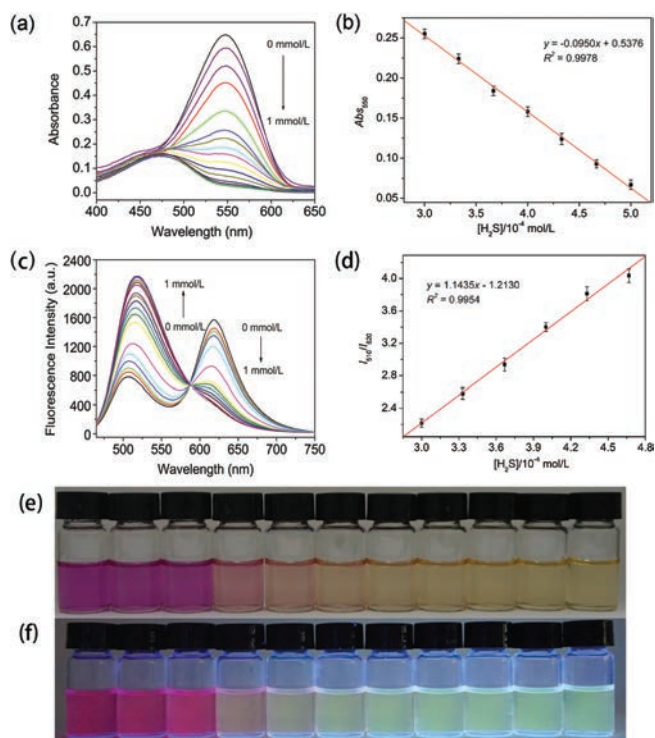 (a)
0.7
0.6
0.5
0.4
0.3
0.2
0.1
0.0
Absorbance
0 mmol/L
1 mmol/L
400 450 500 550 600 650
Wavelength (nm)
(b)
0.25
0.20
0.15
0.10
0.05
Abs₅₅₀
y = -0.0950x + 0.5376
R² = 0.9978
3.0 3.5 4.0 4.5 5.0
[H₂S]/10⁻⁴ mol/L
(c)
2400
2200
2000
1800
1600
1400
1200
1000
800
600
400
200
0
Fluorescence Intensity (a.u.)
1 mmol/L
0 mmol/L
0 mmol/L
1 mmol/L
500 550 600 650 700 750
Wavelength (nm)
(d)
4.0
3.6
3.2
2.8
2.4
2.0
y = 1.1435x - 1.2130
R² = 0.9954
3.0 3.3 3.6 3.9 4.2 4.5 4.8
[H₂S]/10⁻⁴ mol/L
(e)
(f)